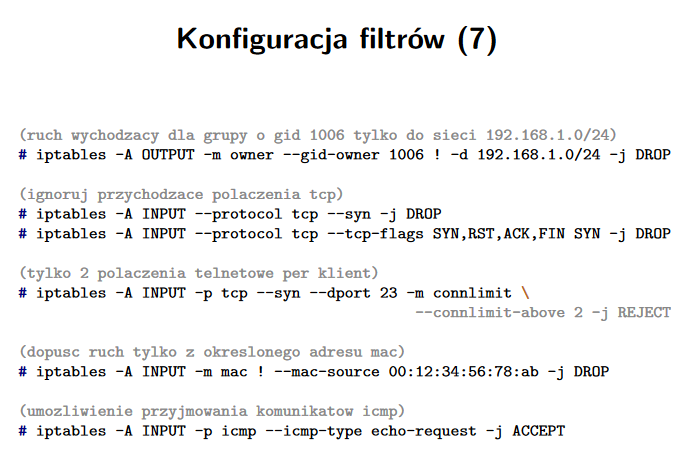 Konfiguracja filtrów (7)
(ruch wychodzacy dla grupy o gid 1006 tylko do sieci 192.168.1.0/24)
# iptables -A OUTPUT -m owner --gid-owner 1006 ! -d 192.168.1.0/24 -j DROP
(ignoruj przychodzace polaczenia tcp)
# iptables -A INPUT --protocol tcp --syn -j DROP
# iptables -A INPUT --protocol tcp --tcp-flags SYN,RST,ACK,FIN SYN -j DROP
(tylko 2 polaczenia telnetowe per klient)
# iptables -A INPUT -p tcp --syn --dport 23 -m connlimit \
--connlimit-above 2 -j REJECT
(dopusc ruch tylko z okreslonego adresu mac)
# iptables -A INPUT -m mac ! --mac-source 00:12:34:56:78:ab -j DROP
(umozliwienie przyjmowania komunikatow icmp)
# iptables -A INPUT -p icmp --icmp-type echo-request -j ACCEPT